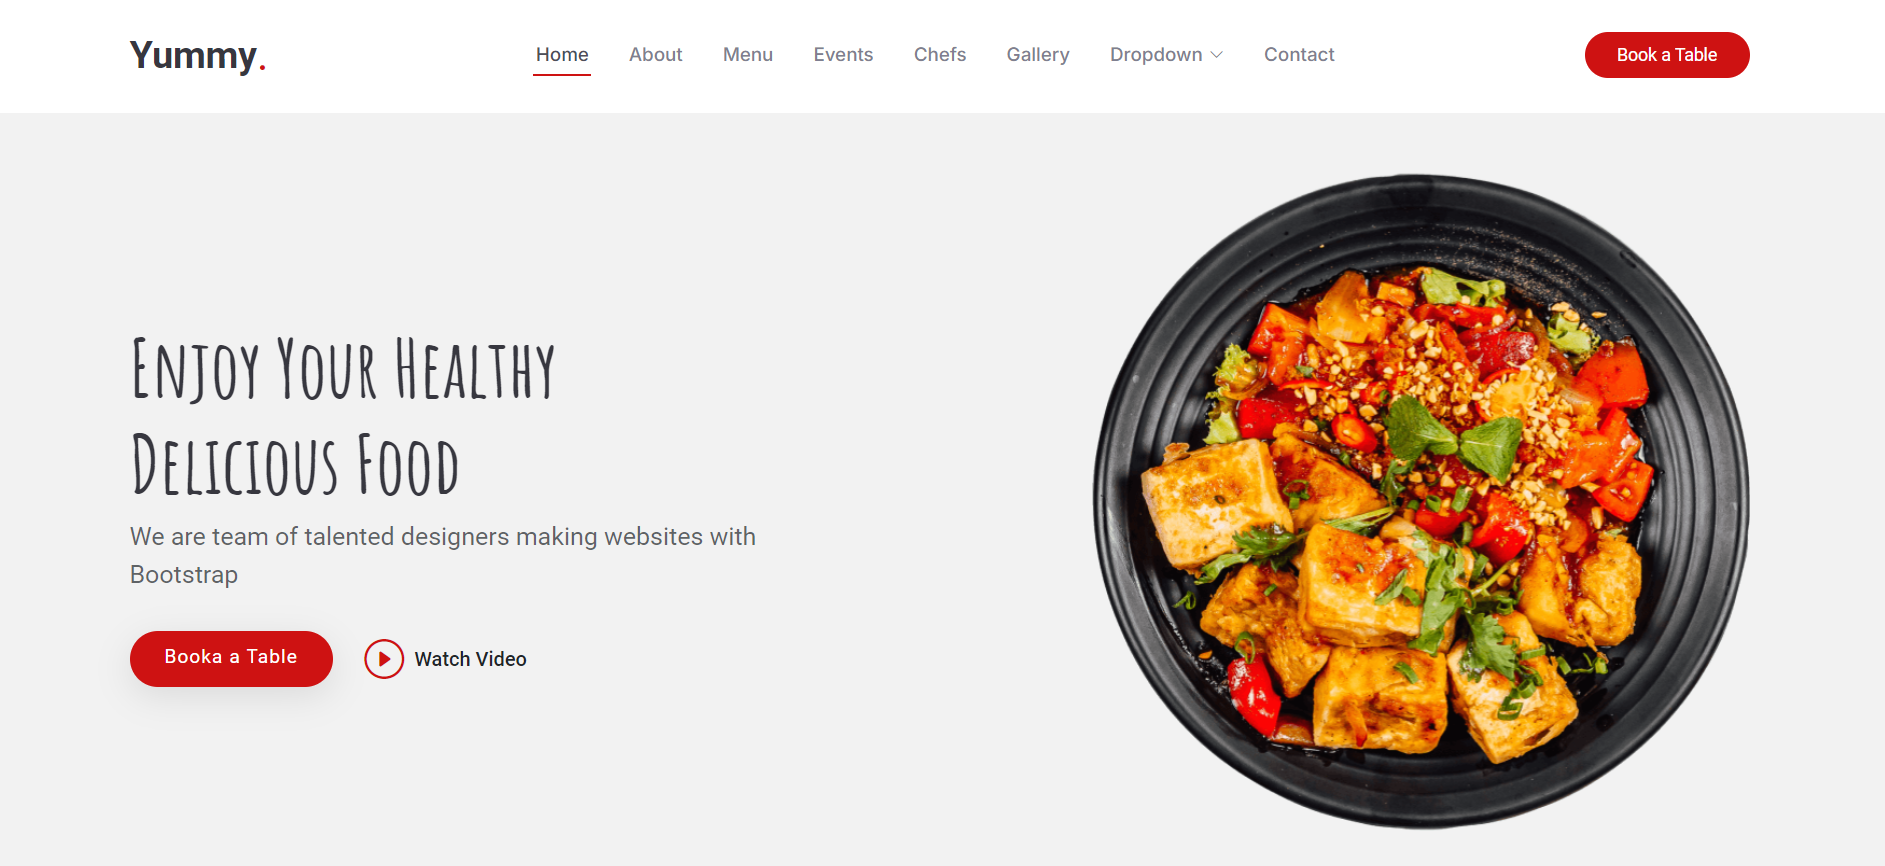 Yummy.
Home About Menu Events Chefs Gallery Dropdown Contact
Book a Table
Enjoy Your Healthy
Delicious Food
We are team of talented designers making websites with
Bootstrap
Booka a Table
Watch Video